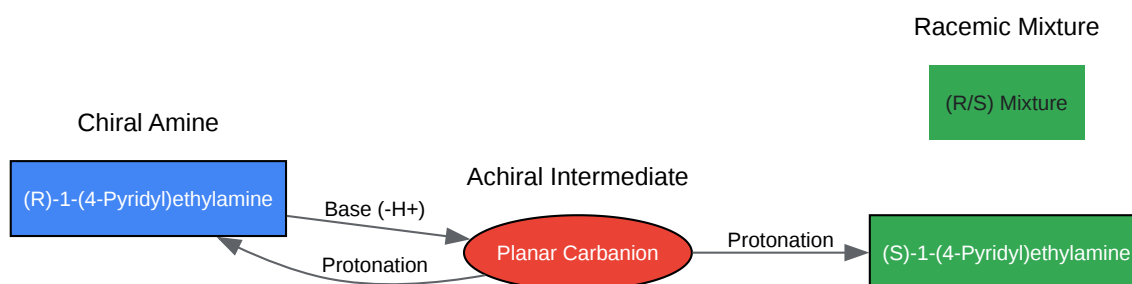 Racemic Mixture
(R/S) Mixture
Chiral Amine
(R)-1-(4-Pyridyl)ethylamine
Base (-H+)
Protonation
Achiral Intermediate
Planar Carbanion
Protonation
(S)-1-(4-Pyridyl)ethylamine